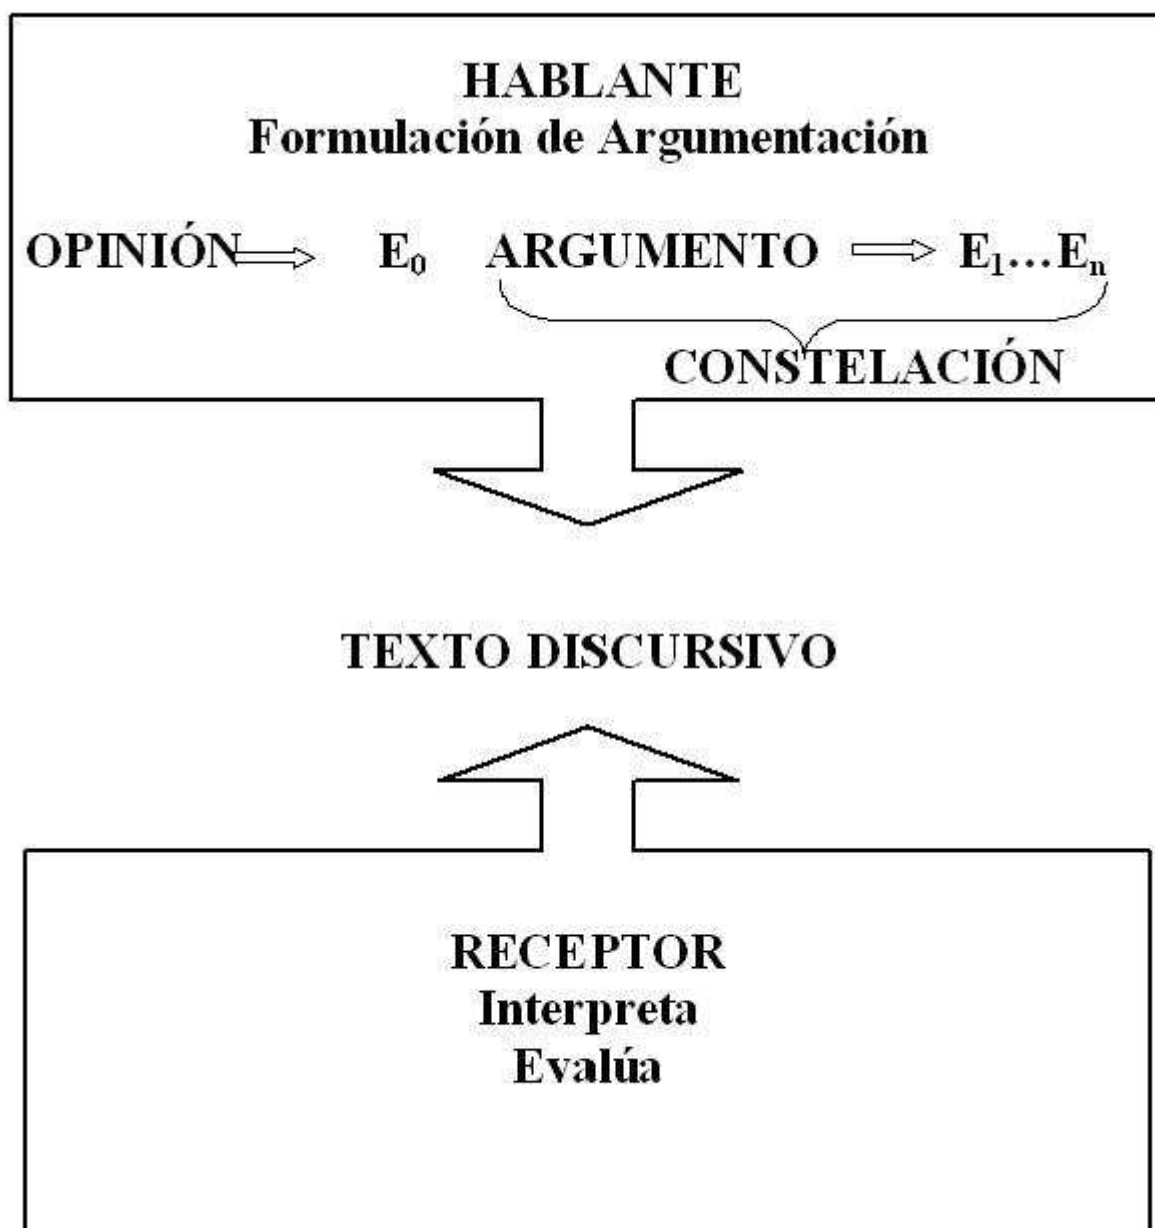 HABLANTE
Formulación de Argumentación
OPINIÓN E₀ ARGUMENTO E₁…Eₙ
CONSTELACIÓN
TEXTO DISCURSIVO
RECEPTOR
Interpreta
Evalúa